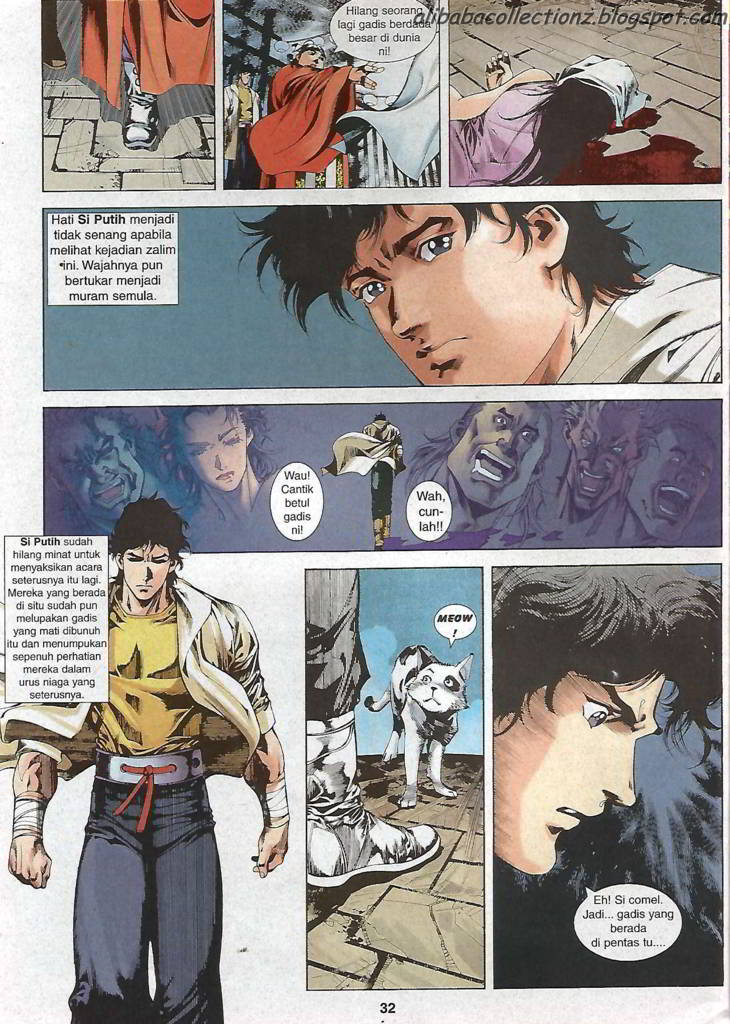 alibabacollectionz.blogspot.com
Hilang seorang
lagi gadis berdada
besar di dunia
ni!
Hati Si Putih menjadi
tidak senang apabila
melihat kejadian zalim
ini. Wajahnya pun
bertukar menjadi
muram semula.
Wau!
Cantik
betul
gadis
ni!
Wah,
cun-
lah!!
Si Putih sudah
hilang minat untuk
menyaksikan acara
seterusnya itu lagi.
Mereka yang berada
di situ sudah pun
melupakan gadis
yang mati dibunuh
itu dan menumpukan
sepenuh perhatian
mereka dalam
urus niaga yang
seterusnya.
MEOW
!
Eh! Si comel.
Jadi... gadis yang
berada
di pentas tu....
32